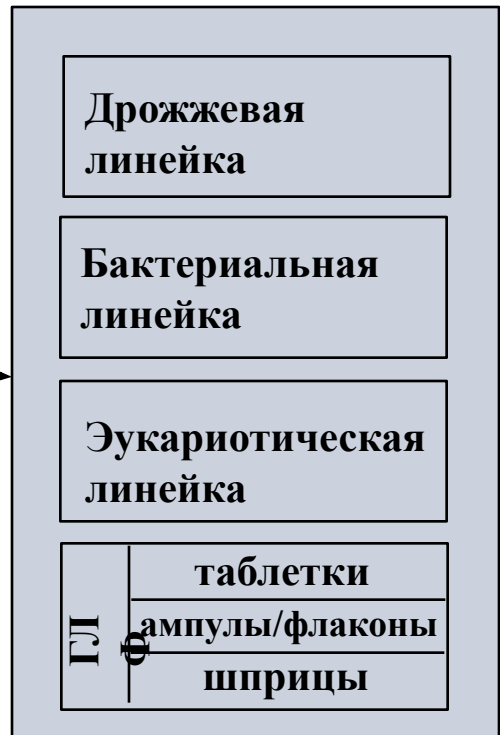 Дрожжевая
линейка
Бактериальная
линейка
Эукариотическая
линейка
ГЛ
Ф
таблетки
ампулы/флаконы
шприцы